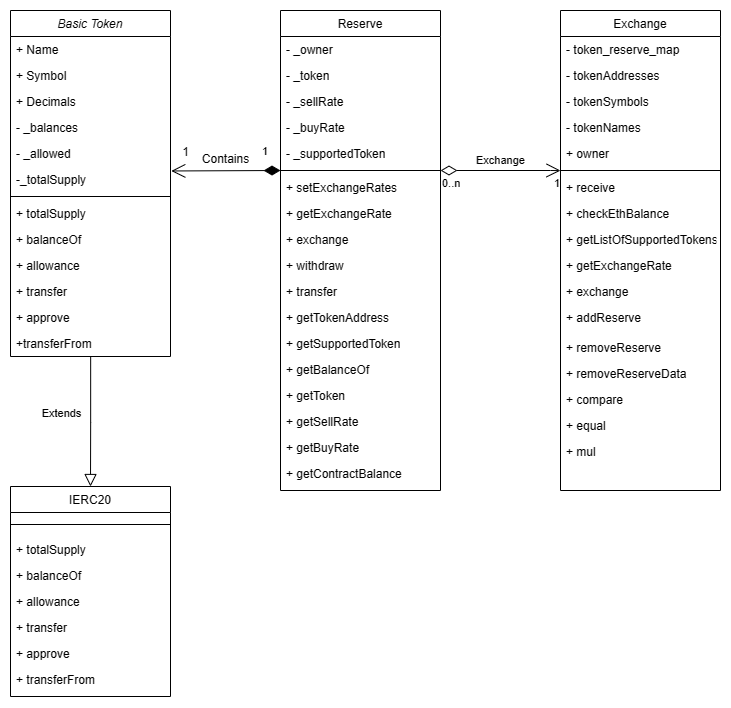 Basic Token
+ Name
+ Symbol
+ Decimals
- _balances
- _allowed
-_totalSupply
+ totalSupply
+ balanceOf
+ allowance
+ transfer
+ approve
+transferFrom
Extends
IERC20
+ totalSupply
+ balanceOf
+ allowance
+ transfer
+ approve
+ transferFrom
1
Contains
1
Reserve
- _owner
- _token
- _sellRate
- _buyRate
- _supportedToken
+ setExchangeRates
+ getExchangeRate
+ exchange
+ withdraw
+ transfer
+ getTokenAddress
+ getSupportedToken
+ getBalanceOf
+ getToken
+ getSellRate
+ getBuyRate
+ getContractBalance
Exchange
0..n
1
Exchange
- token_reserve_map
- tokenAddresses
- tokenSymbols
- tokenNames
+ owner
+ receive
+ checkEthBalance
+ getListOfSupportedTokens
+ getExchangeRate
+ exchange
+ addReserve
+ removeReserve
+ removeReserveData
+ compare
+ equal
+ mul